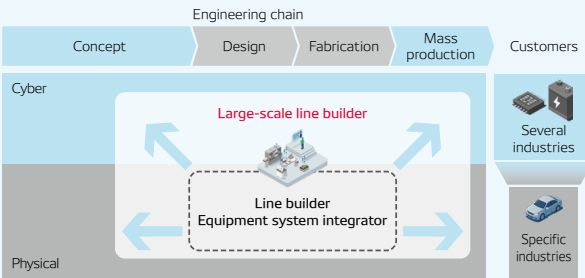 Engineering chain
Concept
Design
Fabrication
Mass
production
Customers
Cyber
Large-scale line builder
Several
industries
Line builder
Equipment system integrator
Physical
Specific
industries